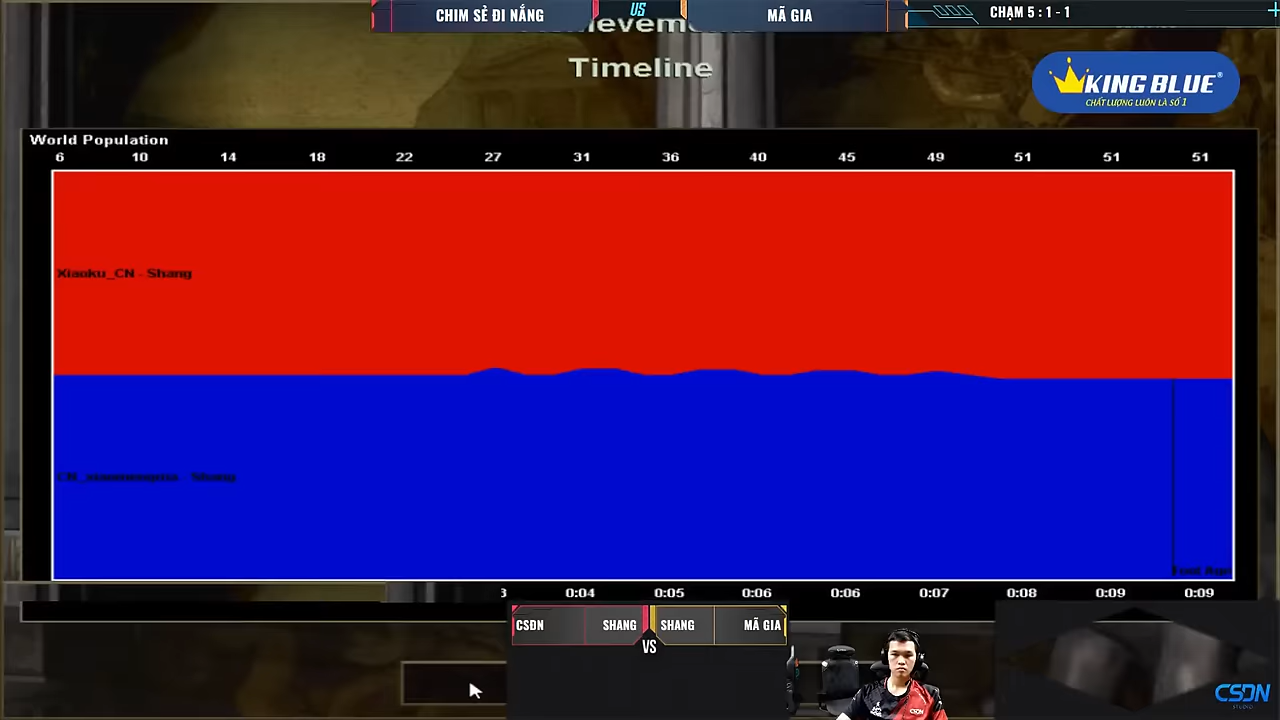 CHIM SẺ ĐI NẮNG
VS
MÃ GIA
CHẠM 5 : 1 - 1
Timeline
KING BLUE®
CHẤT LƯỢNG LUÔN LÀ SỐ 1
World Population
6 10 14 18 22 27 31 36 40 45 49 51 51 51
Xiaoku_CN - Shang
Shang
0:04 0:05 0:06 0:06 0:07 0:08 0:09 0:09
CSDN SHANG
VS
SHANG MÃ GIA
CSDN
STUDIO